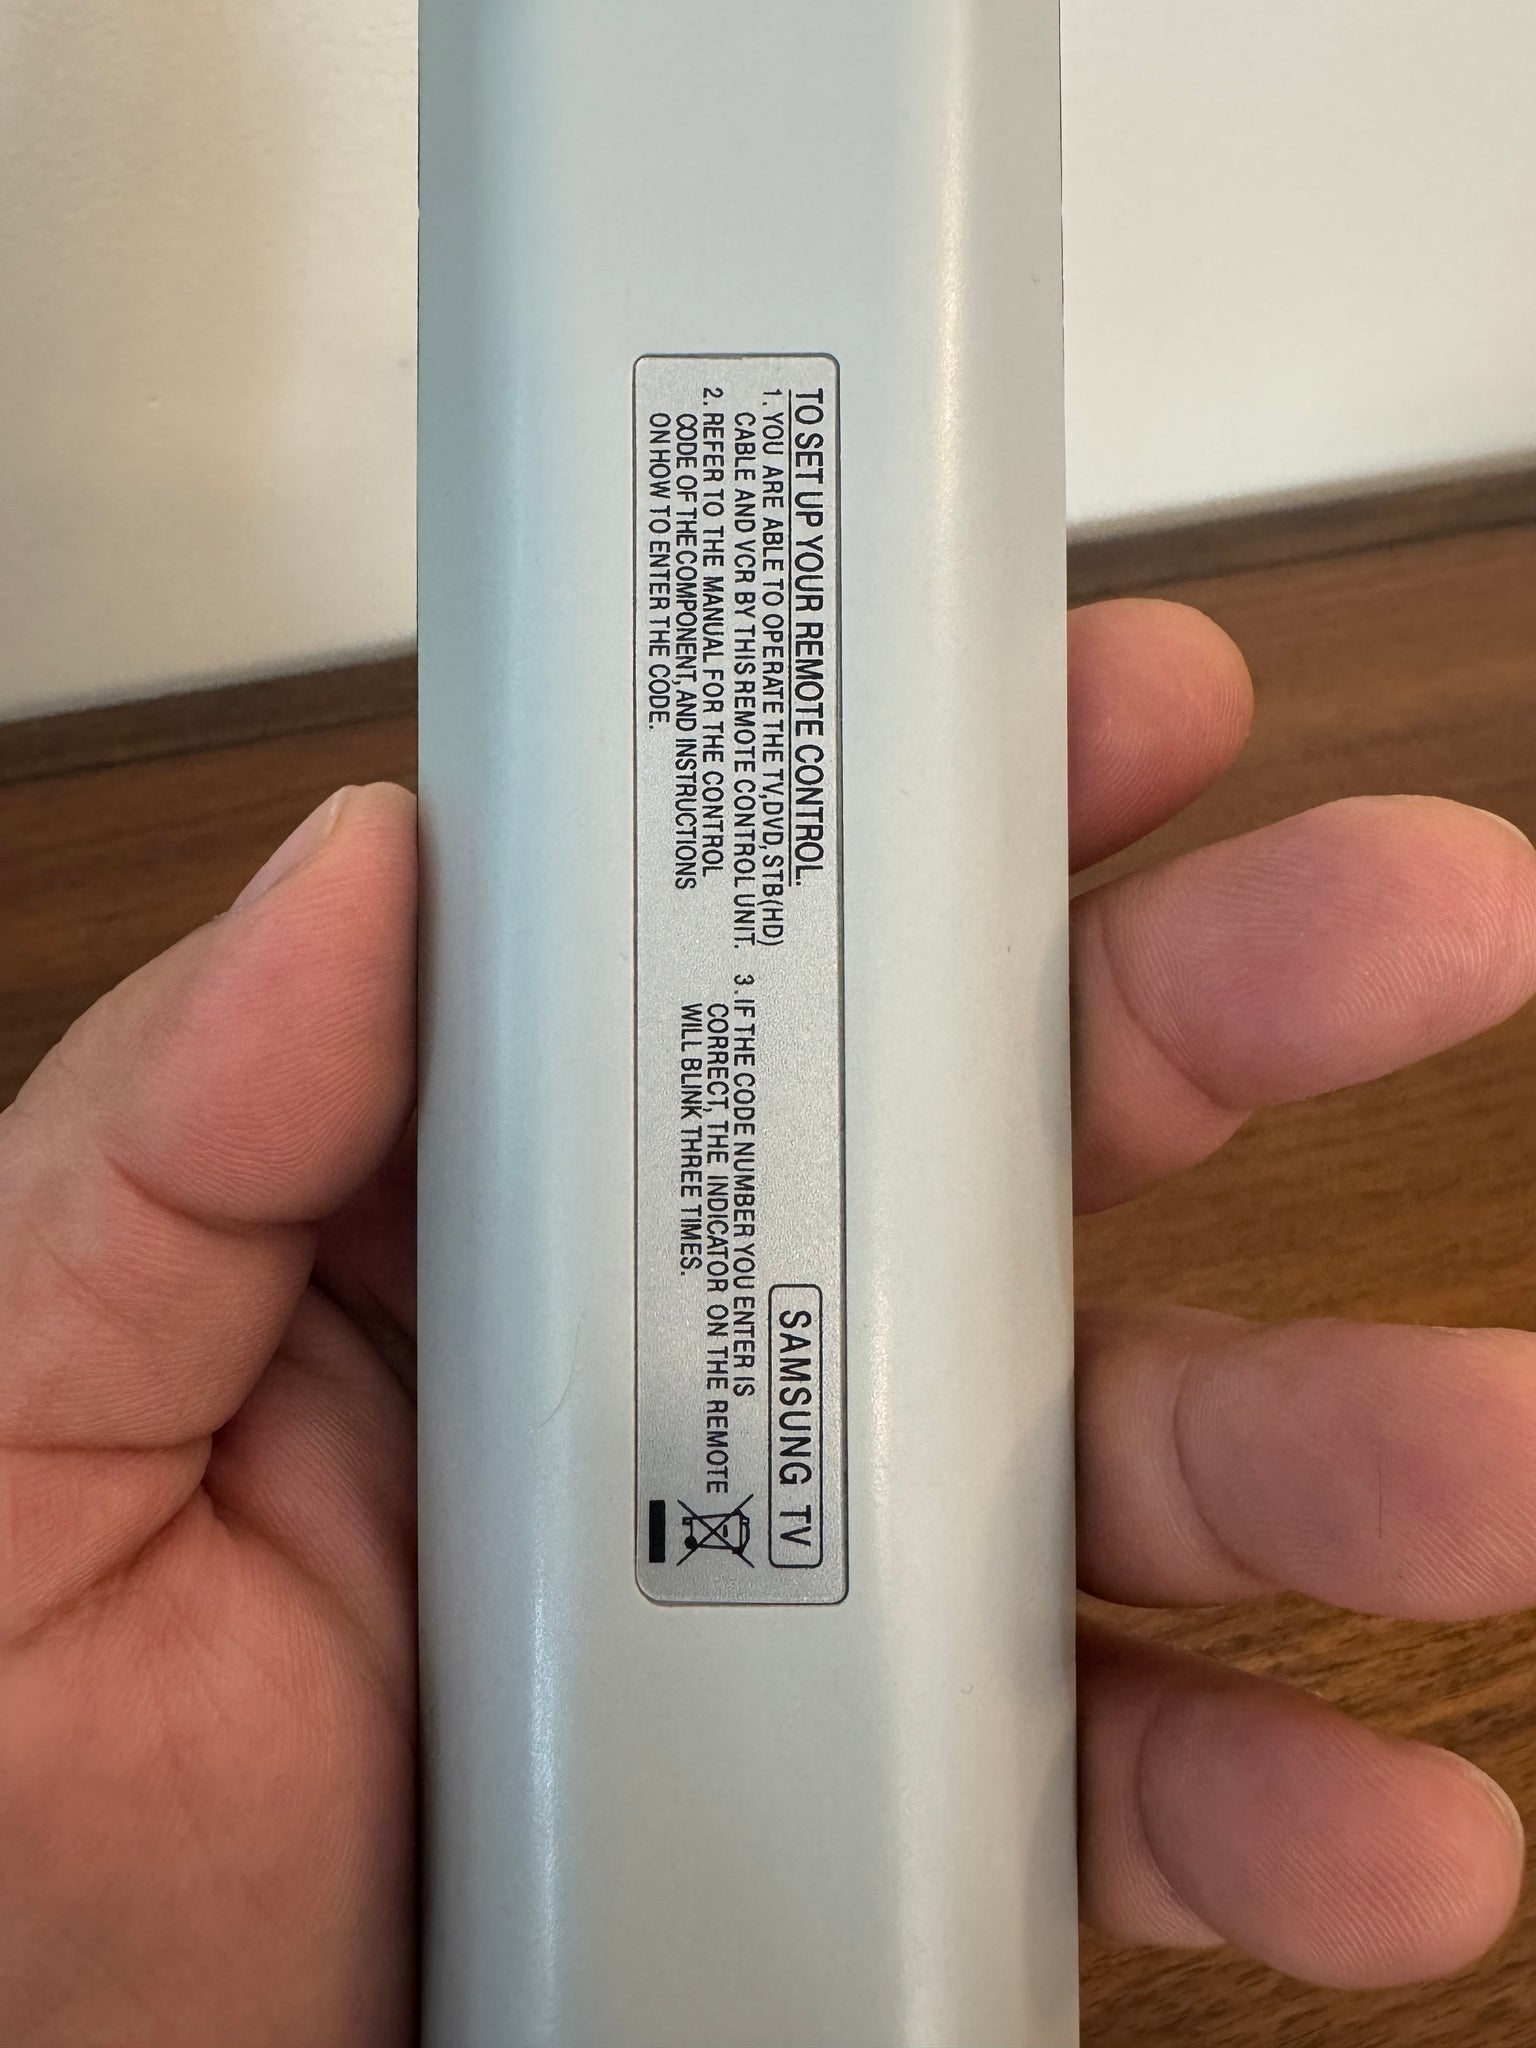 TO SET UP YOUR REMOTE CONTROL.
1. YOU ARE ABLE TO OPERATE THE TV,DVD,STB(HD)
CABLE AND VCR BY THIS REMOTE CONTROL UNIT.
2. REFER TO THE MANUAL FOR THE CONTROL
CODE OF THE COMPONENT, AND INSTRUCTIONS
ON HOW TO ENTER THE CODE.
SAMSUNG TV
3. IF THE CODE NUMBER YOU ENTER IS
CORRECT, THE INDICATOR ON THE REMOTE
WILL BLINK THREE TIMES.